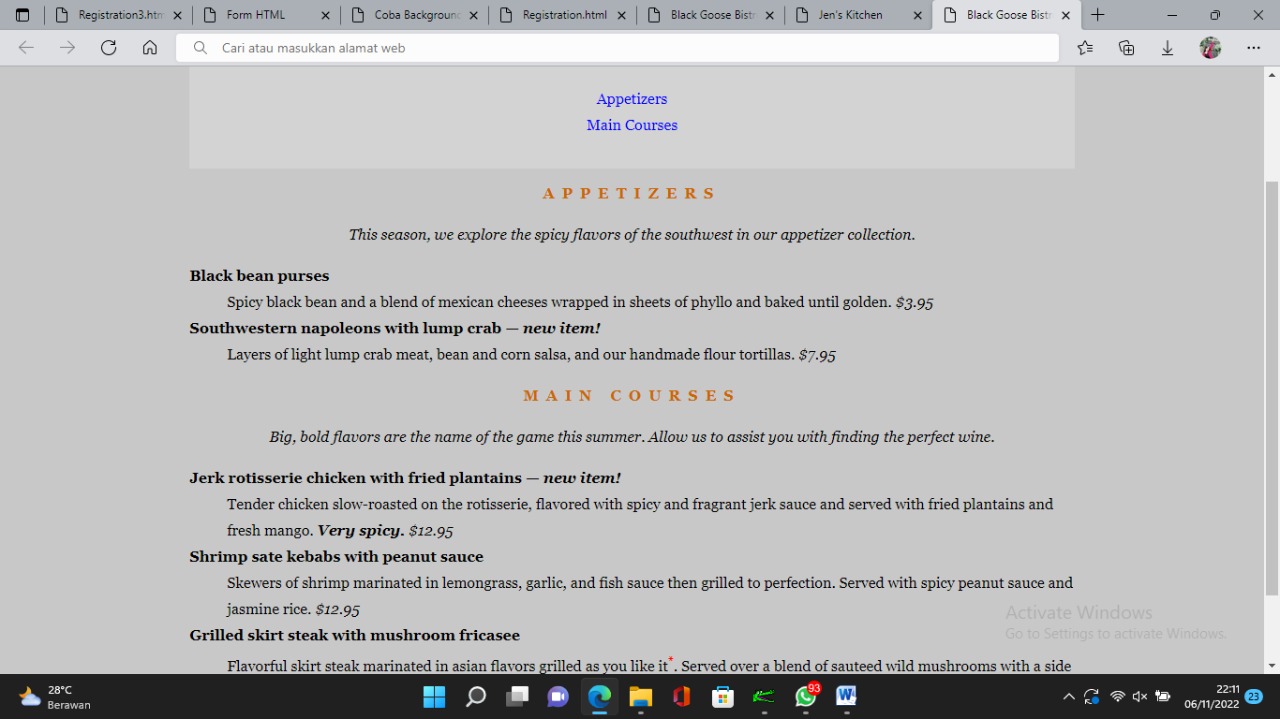 Registration3.htm
Form HTML
Coba Background
Registration.html
Black Goose Bistr
Jen's Kitchen
Black Goose Bistr
Cari atau masukkan alamat web
Appetizers
Main Courses
APPETIZERS
This season, we explore the spicy flavors of the southwest in our appetizer collection.
Black bean purses
Spicy black bean and a blend of mexican cheeses wrapped in sheets of phyllo and baked until golden. $3.95
Southwestern napoleons with lump crab — new item!
Layers of light lump crab meat, bean and corn salsa, and our handmade flour tortillas. $7.95
MAIN COURSES
Big, bold flavors are the name of the game this summer. Allow us to assist you with finding the perfect wine.
Jerk rotisserie chicken with fried plantains — new item!
Tender chicken slow-roasted on the rotisserie, flavored with spicy and fragrant jerk sauce and served with fried plantains and
fresh mango. Very spicy. $12.95
Shrimp sate kebabs with peanut sauce
Skewers of shrimp marinated in lemongrass, garlic, and fish sauce then grilled to perfection. Served with spicy peanut sauce and
jasmine rice. $12.95
Grilled skirt steak with mushroom fricasee
Flavorful skirt steak marinated in asian flavors grilled as you like it*. Served over a blend of sauteed wild mushrooms with a side
Activate Windows
Go to Settings to activate Windows.
28°C
Berawan
93
22:11
06/11/2022
23